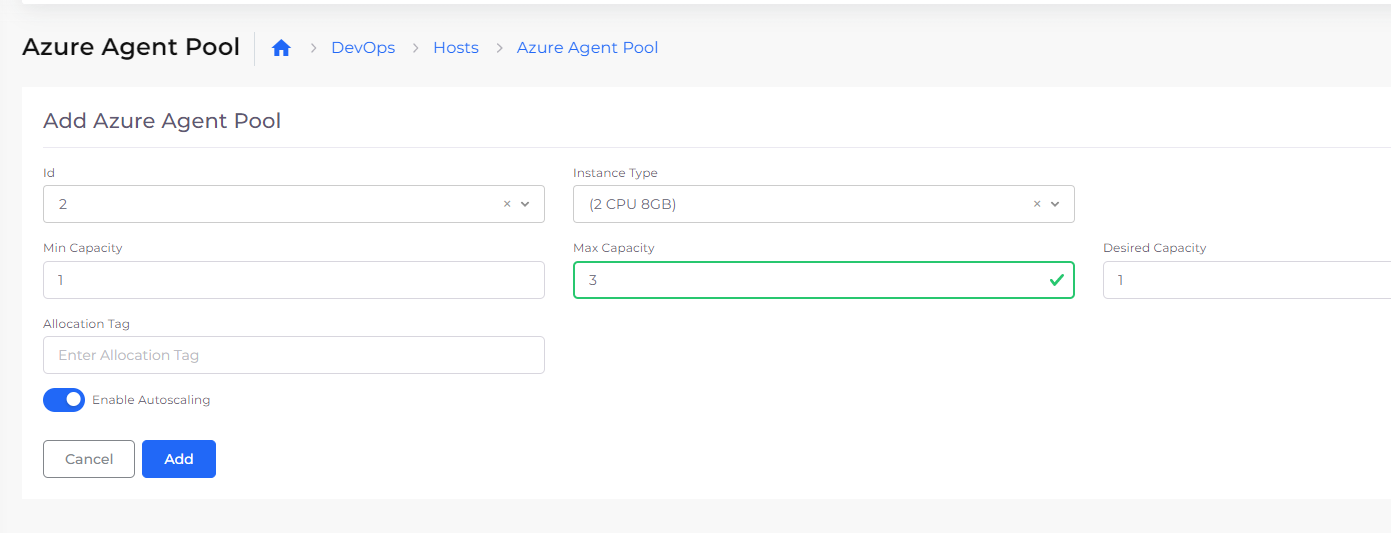 Azure Agent Pool
DevOps
Hosts
Azure Agent Pool
Add Azure Agent Pool
Id
Instance Type
2
(2 CPU 8GB)
Min Capacity
Max Capacity
Desired Capacity
1
3
1
Allocation Tag
Enter Allocation Tag
Enable Autoscaling
Cancel
Add